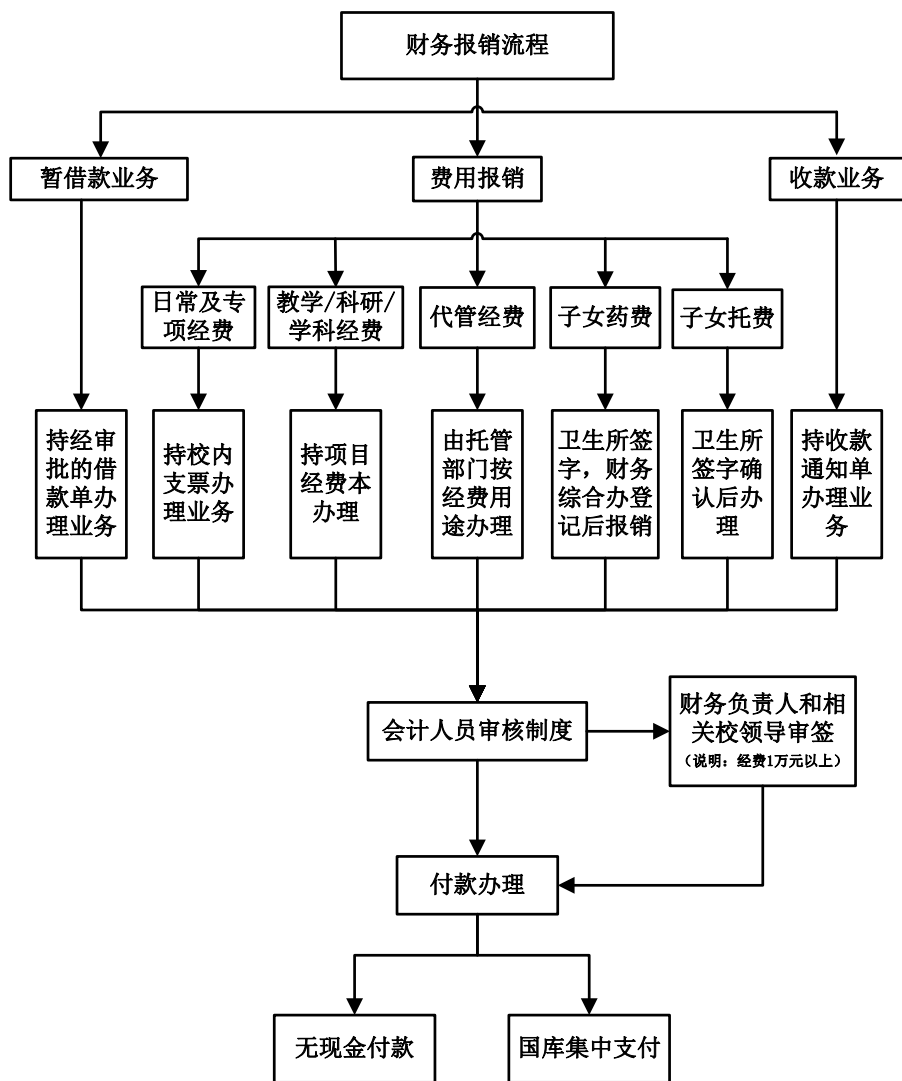 财务报销流程
暂借款业务
费用报销
收款业务
日常及专
项经费
教学/科研/
学科经费
代管经费
子女药费
子女托费
持经审
批的借
款单办
理业务
持校内
支票办
理业务
持项目
经费本
办理
由托管
部门按
经费用
途办理
卫生所签
字，财务
综合办登
记后报销
卫生所
签字确
认后办
理
持收款
通知单
办理业
务
会计人员审核制度
财务负责人和相
关校领导审签
（说明：经费1万元以上）
付款办理
无现金付款
国库集中支付